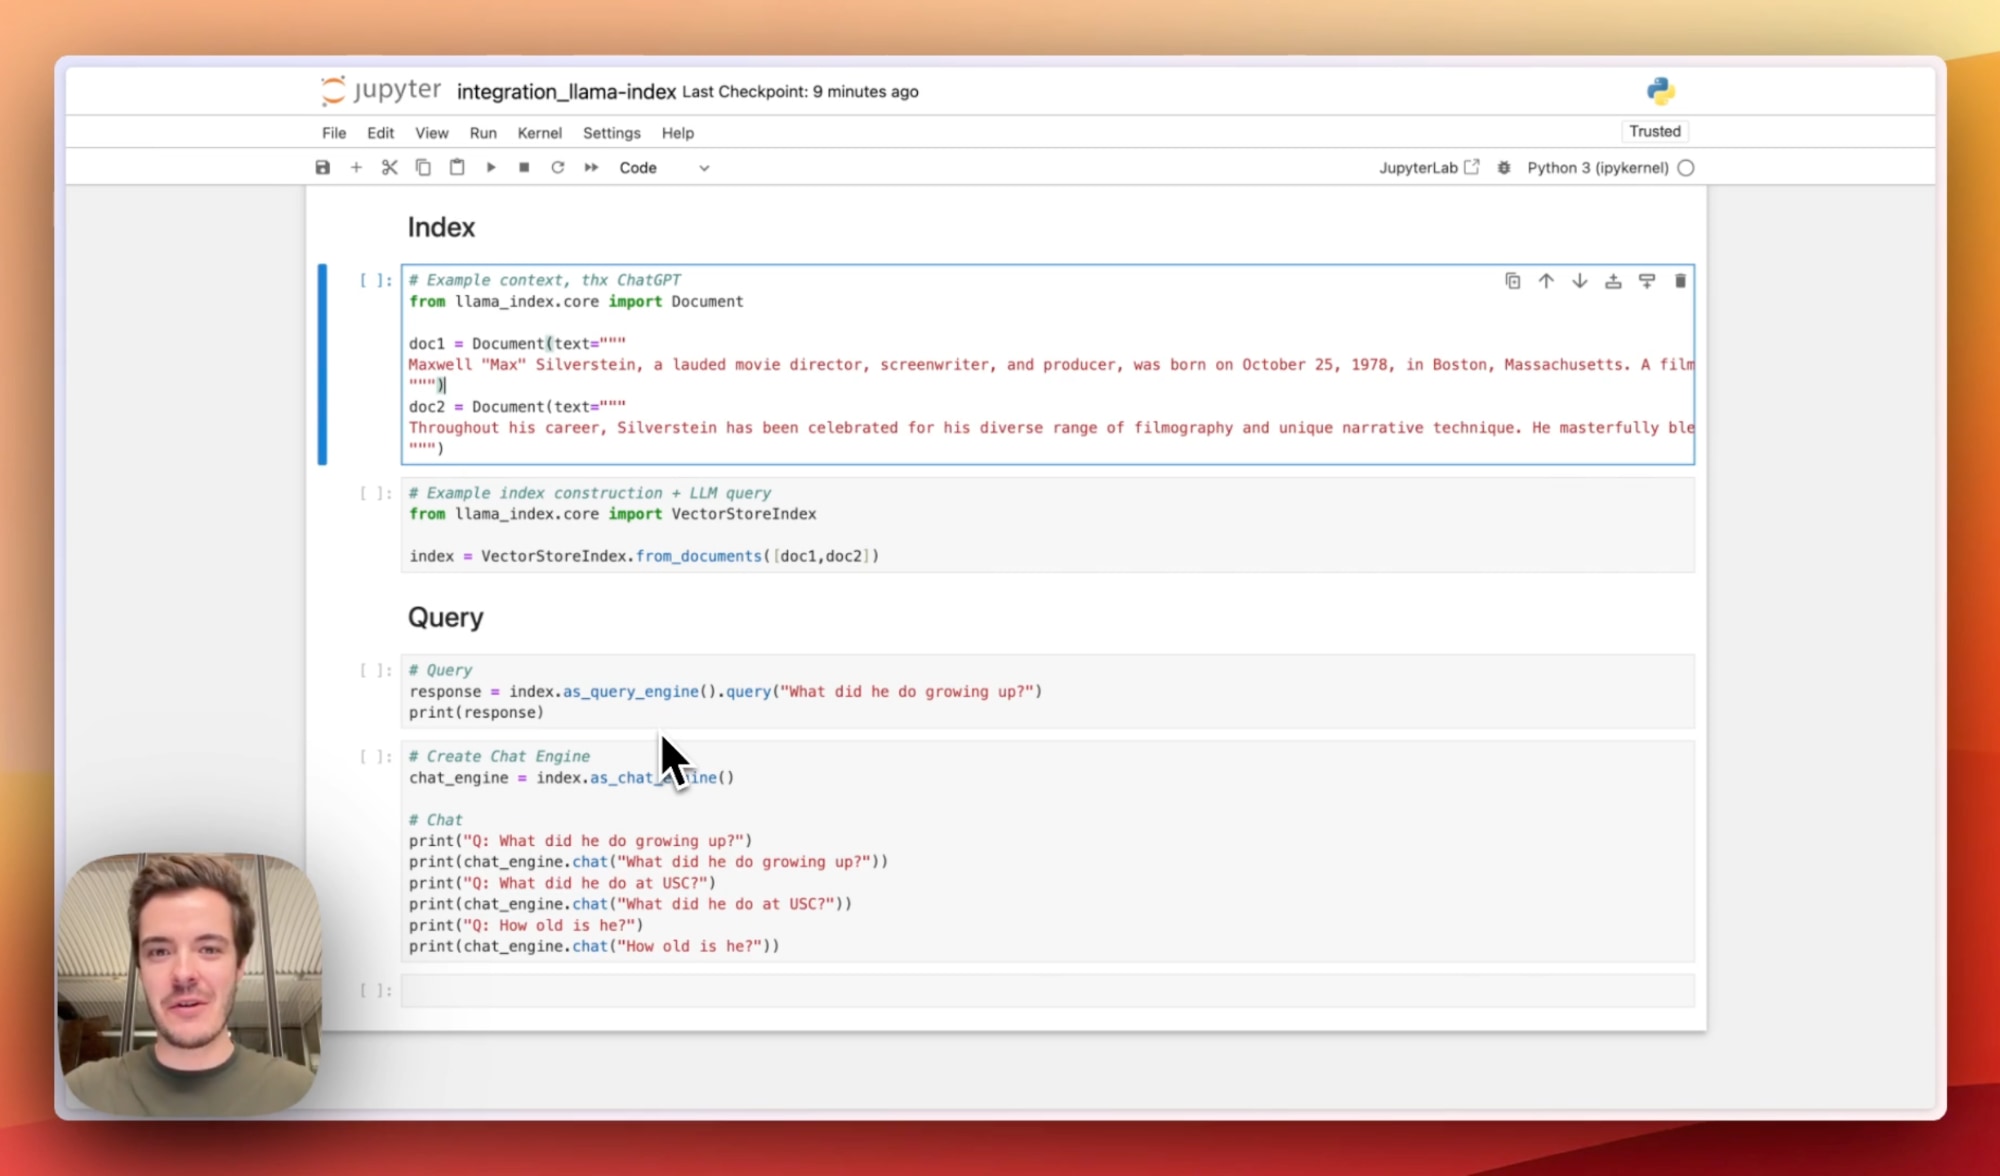 jupyter integration_llama-index Last Checkpoint: 9 minutes ago
File Edit View Run Kernel Settings Help
Trusted
Code
JupyterLab
Python 3 (ipykernel)
Index
[ ]: # Example context, thx ChatGPT
from llama_index.core import Document
doc1 = Document(text="""
Maxwell "Max" Silverstein, a lauded movie director, screenwriter, and producer, was born on October 25, 1978, in Boston, Massachusetts. A film
""")
doc2 = Document(text="""
Throughout his career, Silverstein has been celebrated for his diverse range of filmography and unique narrative technique. He masterfully ble
""")
[ ]: # Example index construction + LLM query
from llama_index.core import VectorStoreIndex
index = VectorStoreIndex.from_documents([doc1,doc2])
Query
[ ]: # Query
response = index.as_query_engine().query("What did he do growing up?")
print(response)
[ ]: # Create Chat Engine
chat_engine = index.as_chat_ ine()
# Chat
print("Q: What did he do growing up?")
print(chat_engine.chat("What did he do growing up?"))
print("Q: What did he do at USC?")
print(chat_engine.chat("What did he do at USC?"))
print("Q: How old is he?")
print(chat_engine.chat("How old is he?"))
[ ]: